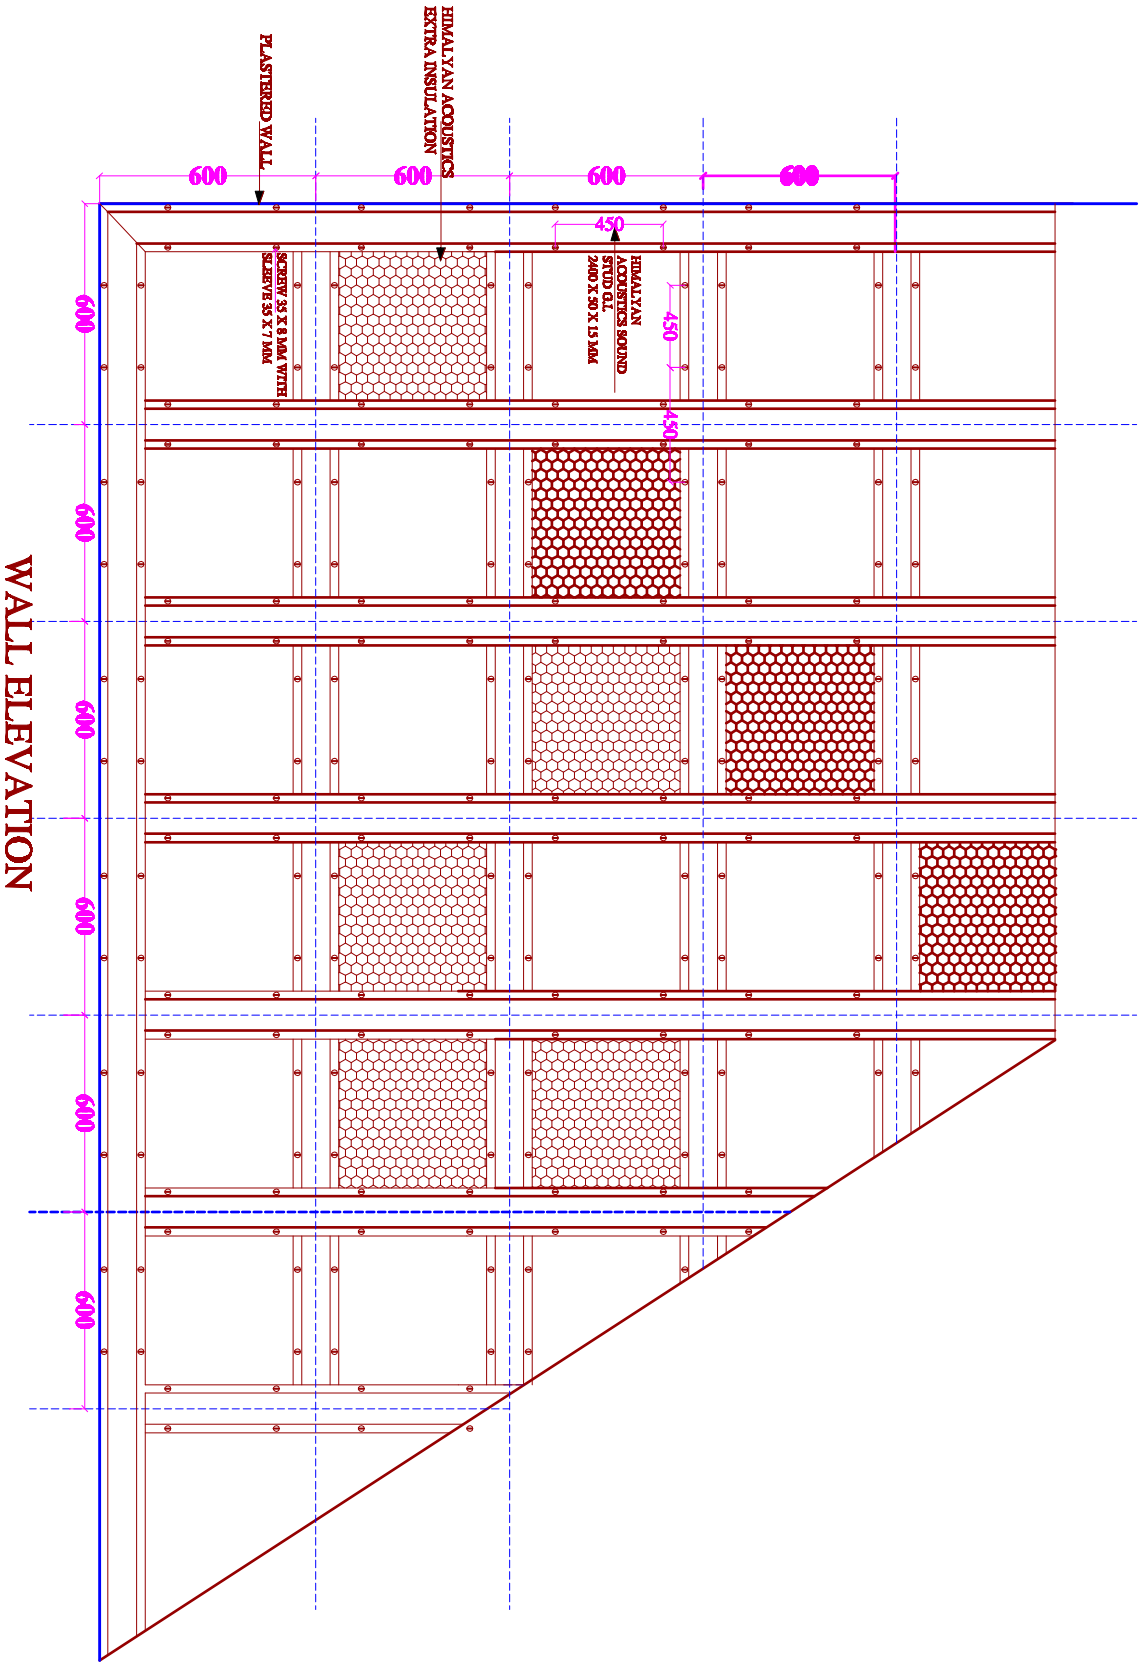 HIMALYAN ACOUSTICS
EXTRA INSULATION
PLASTERED WALL
600
600
600
600
450
HIMALYAN
ACOUSTICS SOUND
STUD G.I.
2400 X 50 X 15 MM
SCREW 35 X 8 MM WITH
SLEEVE 35 X 7 MM
450
450
600
600
600
600
600
600
WALL ELEVATION